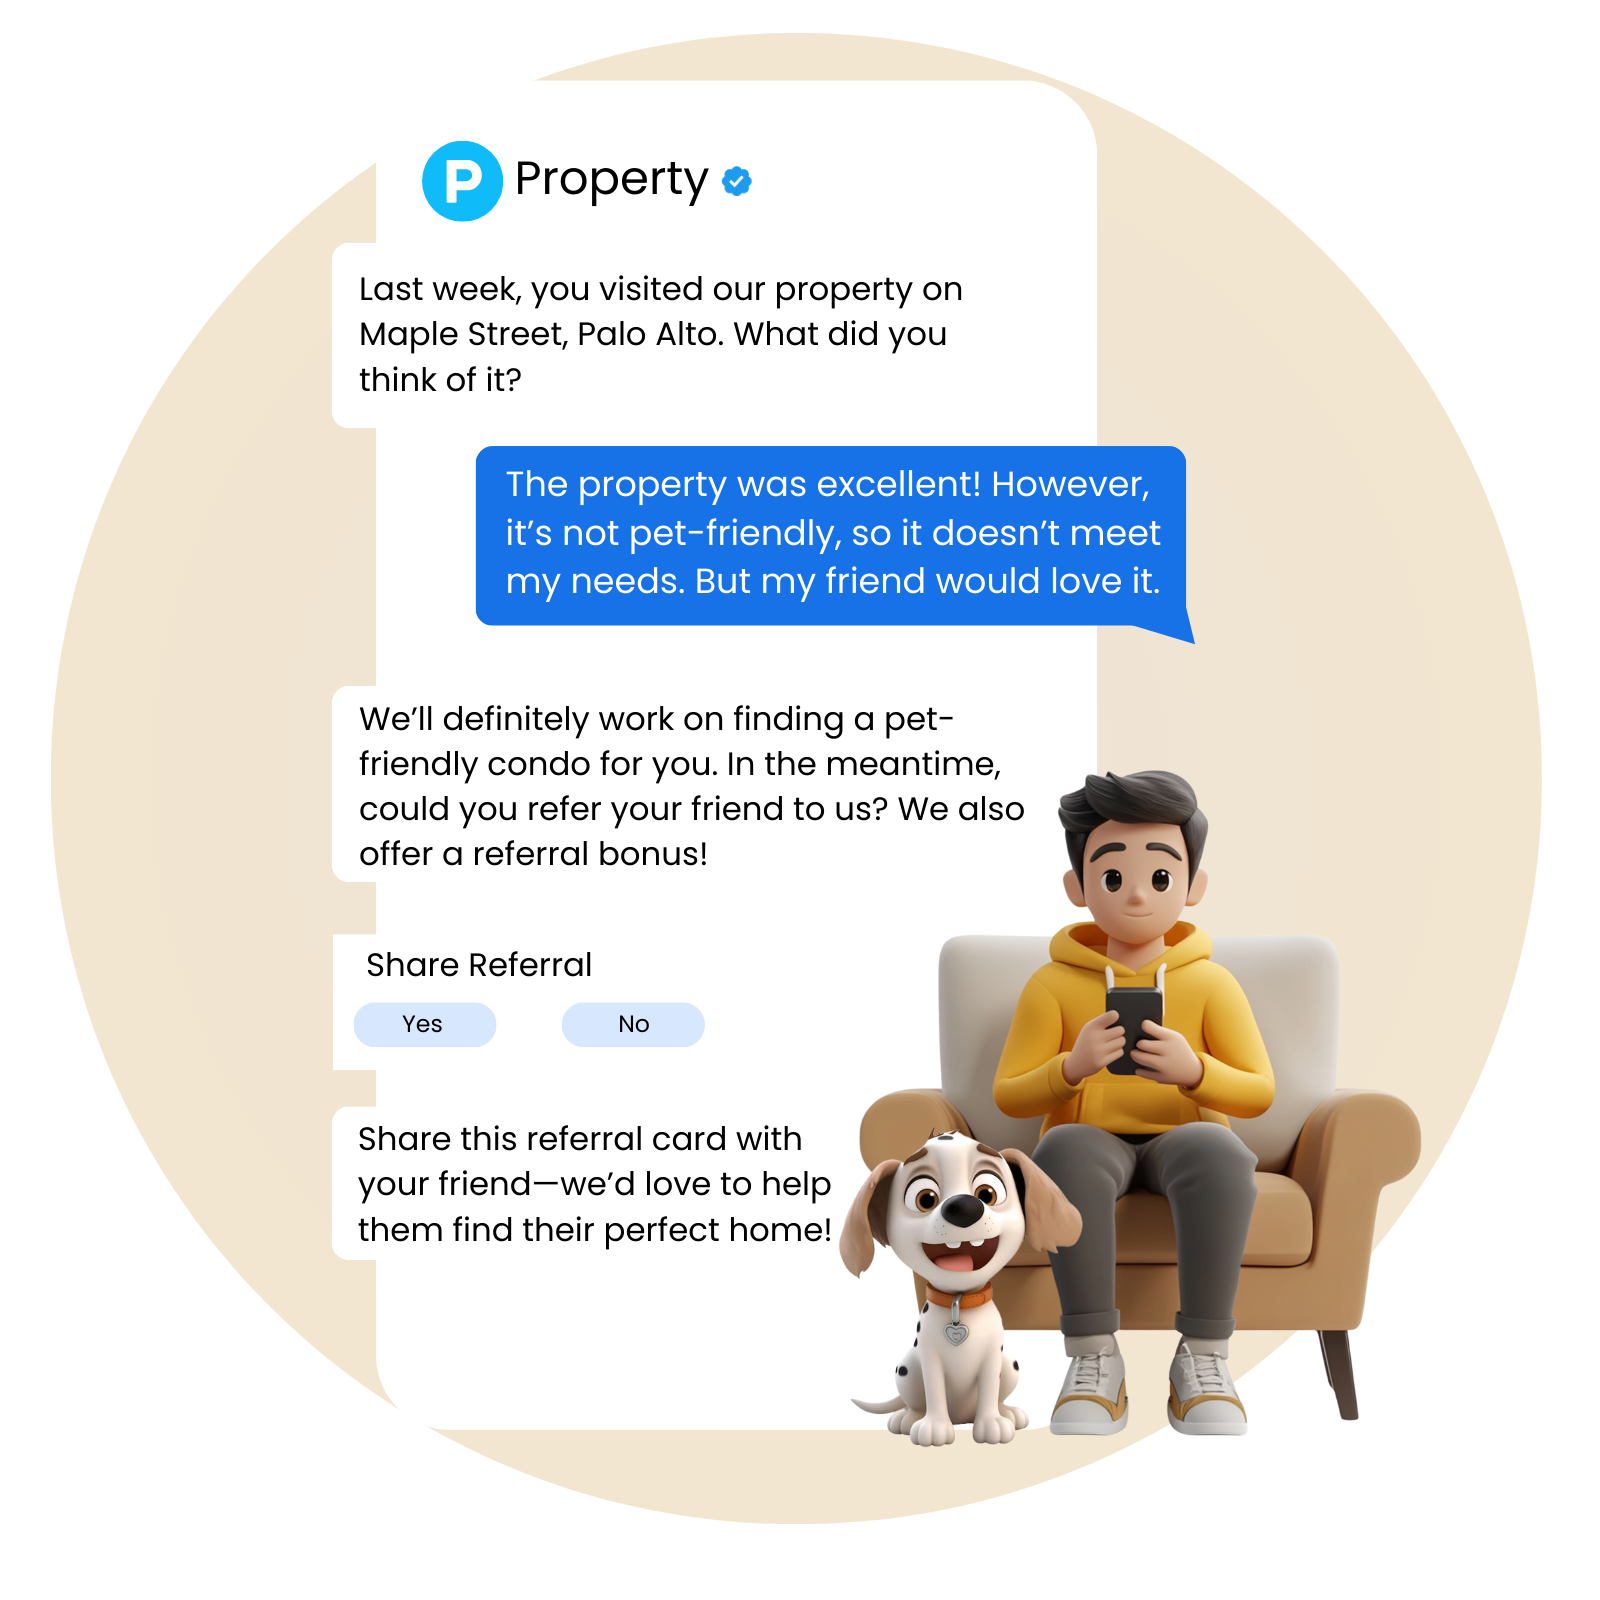 P Property
Last week, you visited our property on
Maple Street, Palo Alto. What did you
think of it?
The property was excellent! However,
it’s not pet-friendly, so it doesn’t meet
my needs. But my friend would love it.
We’ll definitely work on finding a pet-
friendly condo for you. In the meantime,
could you refer your friend to us? We also
offer a referral bonus!
Share Referral
Yes No
Share this referral card with
your friend—we’d love to help
them find their perfect home!